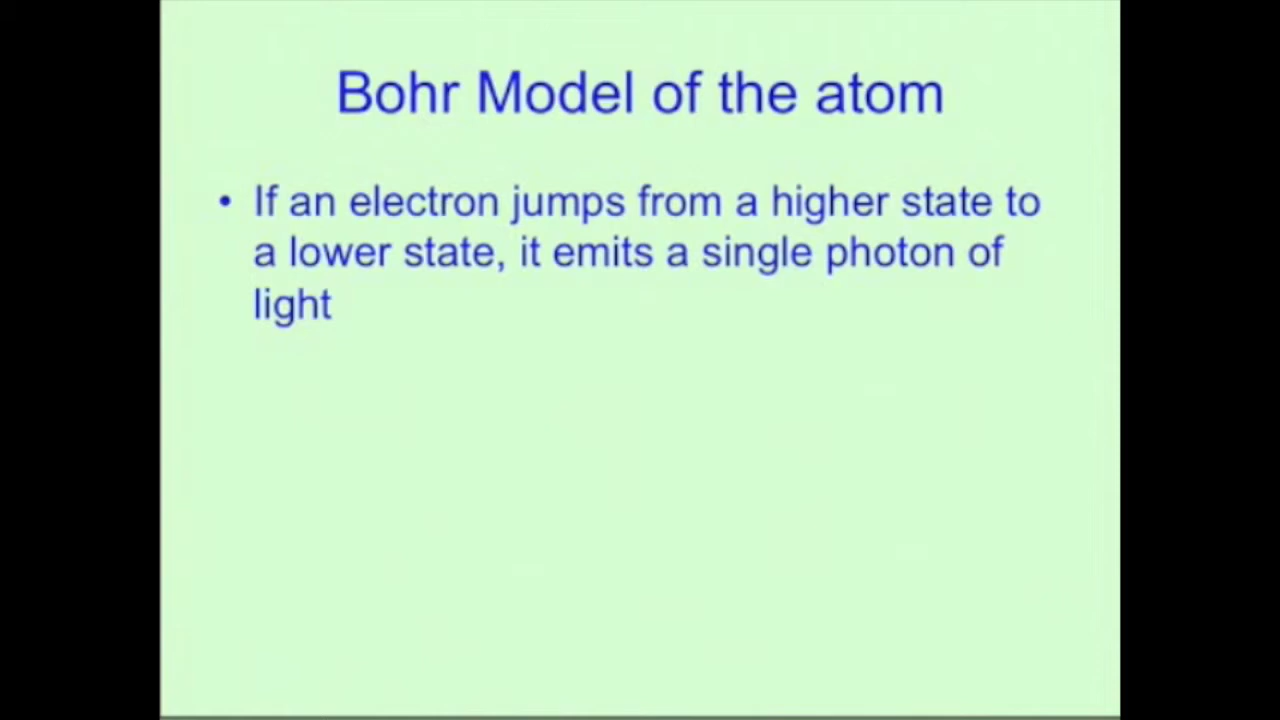 Bohr Model of the atom
• If an electron jumps from a higher state to
a lower state, it emits a single photon of
light